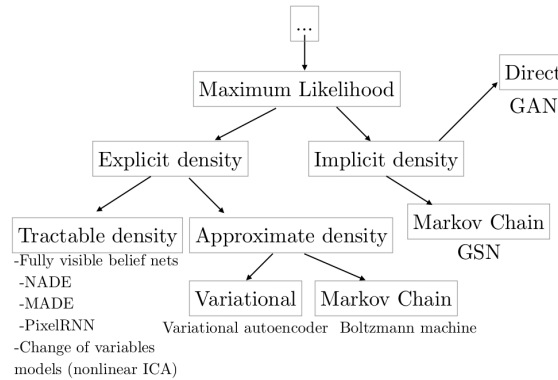 ...
Maximum Likelihood
Direct
GAN
Explicit density
Implicit density
Tractable density
-Fully visible belief nets
-NADE
-MADE
-PixelRNN
-Change of variables
models (nonlinear ICA)
Approximate density
Variational
Variational autoencoder
Markov Chain
Boltzmann machine
Markov Chain
GSN